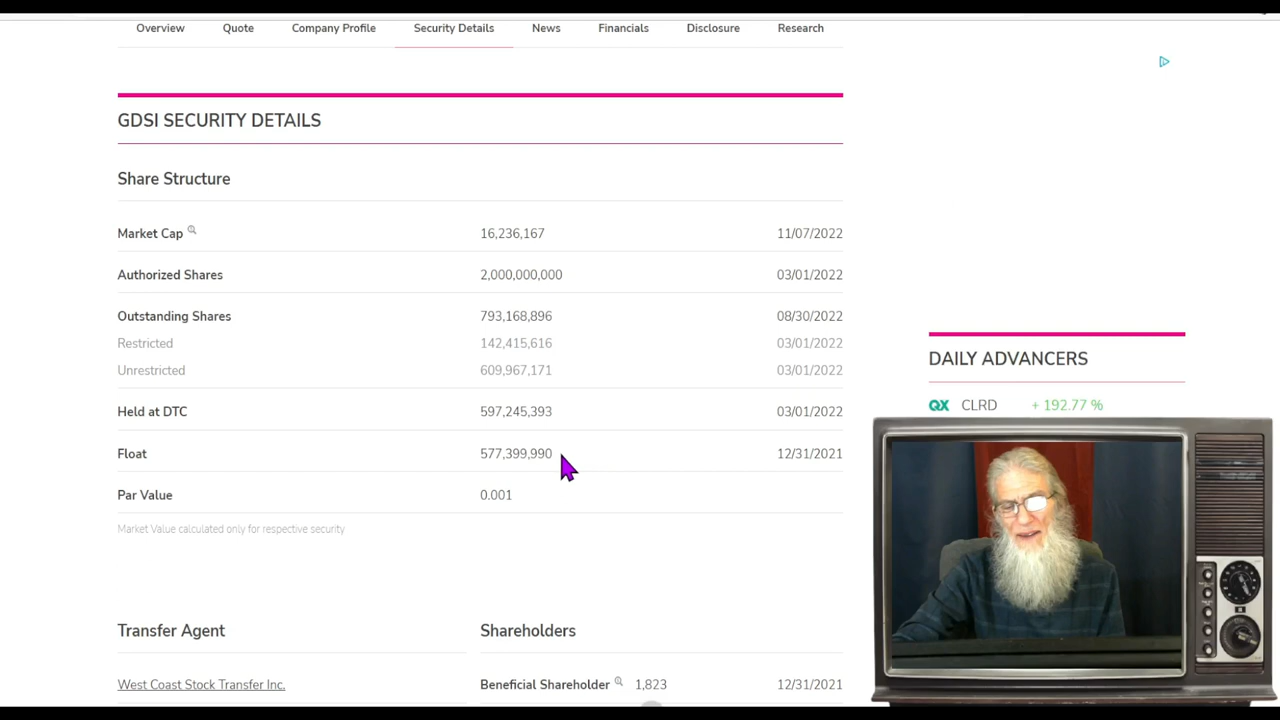 Overview Quote Company Profile Security Details News Financials Disclosure Research
GDSI SECURITY DETAILS
Share Structure
Market Cap 16,236,167 11/07/2022
Authorized Shares 2,000,000,000 03/01/2022
Outstanding Shares 793,168,896 08/30/2022
Restricted 142,415,616 03/01/2022
Unrestricted 609,967,171 03/01/2022
Held at DTC 597,245,393 03/01/2022
Float 577,399,990 12/31/2021
Par Value 0.001
Market Value calculated only for respective security
Transfer Agent
West Coast Stock Transfer Inc.
Shareholders
Beneficial Shareholder 1,823 12/31/2021
DAILY ADVANCERS
QX CLRD + 192.77 %